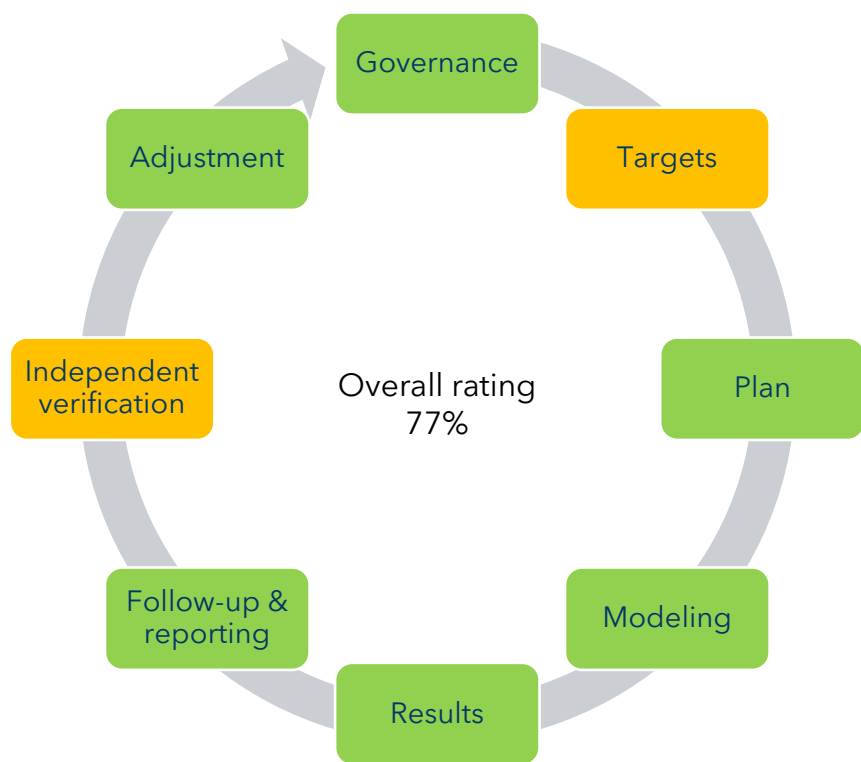 Governance
Targets
Plan
Modeling
Results
Follow-up &
reporting
Independent
verification
Adjustment
Overall rating
77%